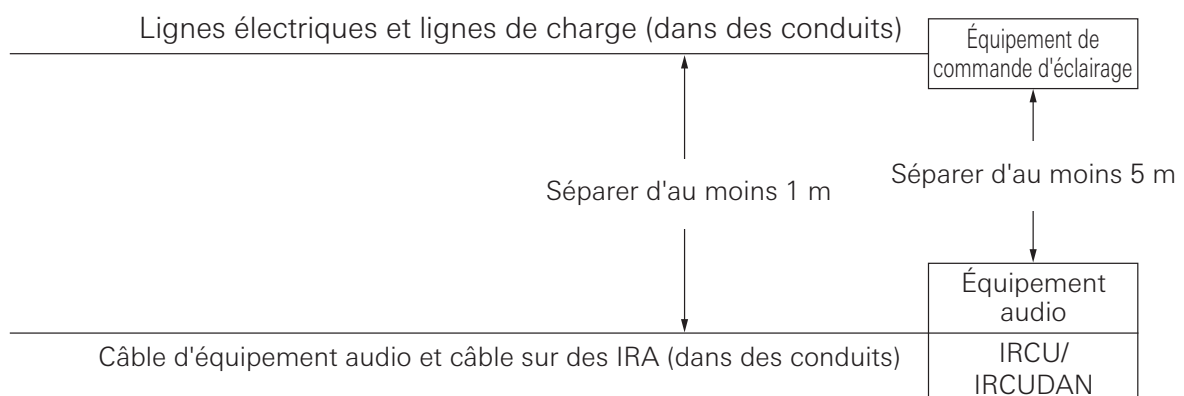 Lignes électriques et lignes de charge (dans des conduits)
Équipement de
commande d'éclairage
Séparer d'au moins 1 m
Séparer d'au moins 5 m
Équipement
audio
Câble d'équipement audio et câble sur des IRA (dans des conduits)
IRCU/
IRCUDAN